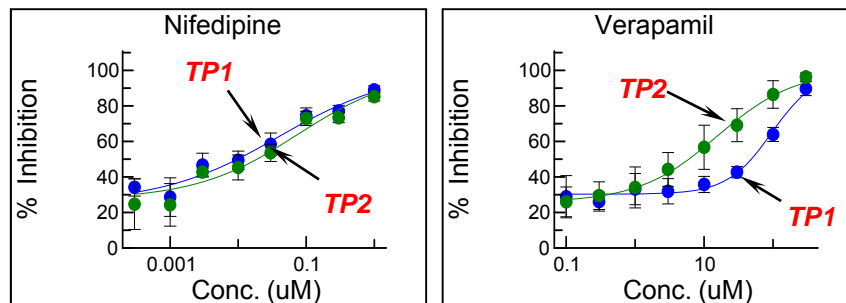 Nifedipine
% Inhibition
100
80
60
40
20
0
TP1
TP2
0.001
0.1
Conc. (uM)
Verapamil
% Inhibition
100
80
60
40
20
0
TP2
TP1
0.1
10
Conc. (uM)